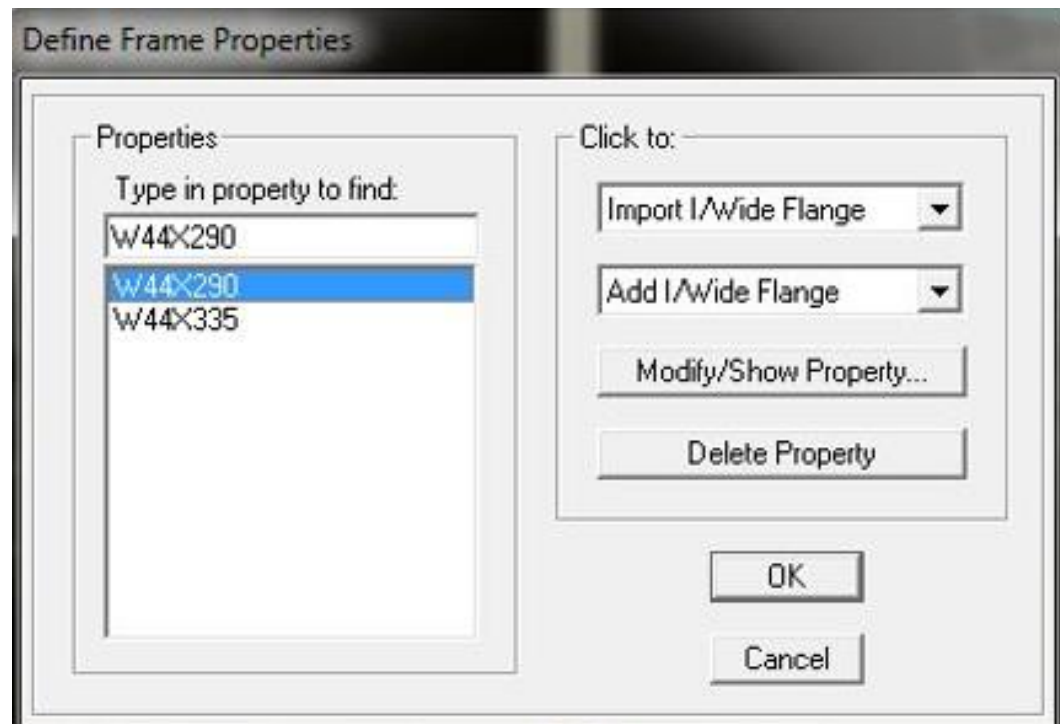 Define Frame Properties
Properties
Type in property to find:
W44X290
W44X290
W44X335
Click to:
Import I/Wide Flange
Add I/Wide Flange
Modify/Show Property...
Delete Property
OK
Cancel